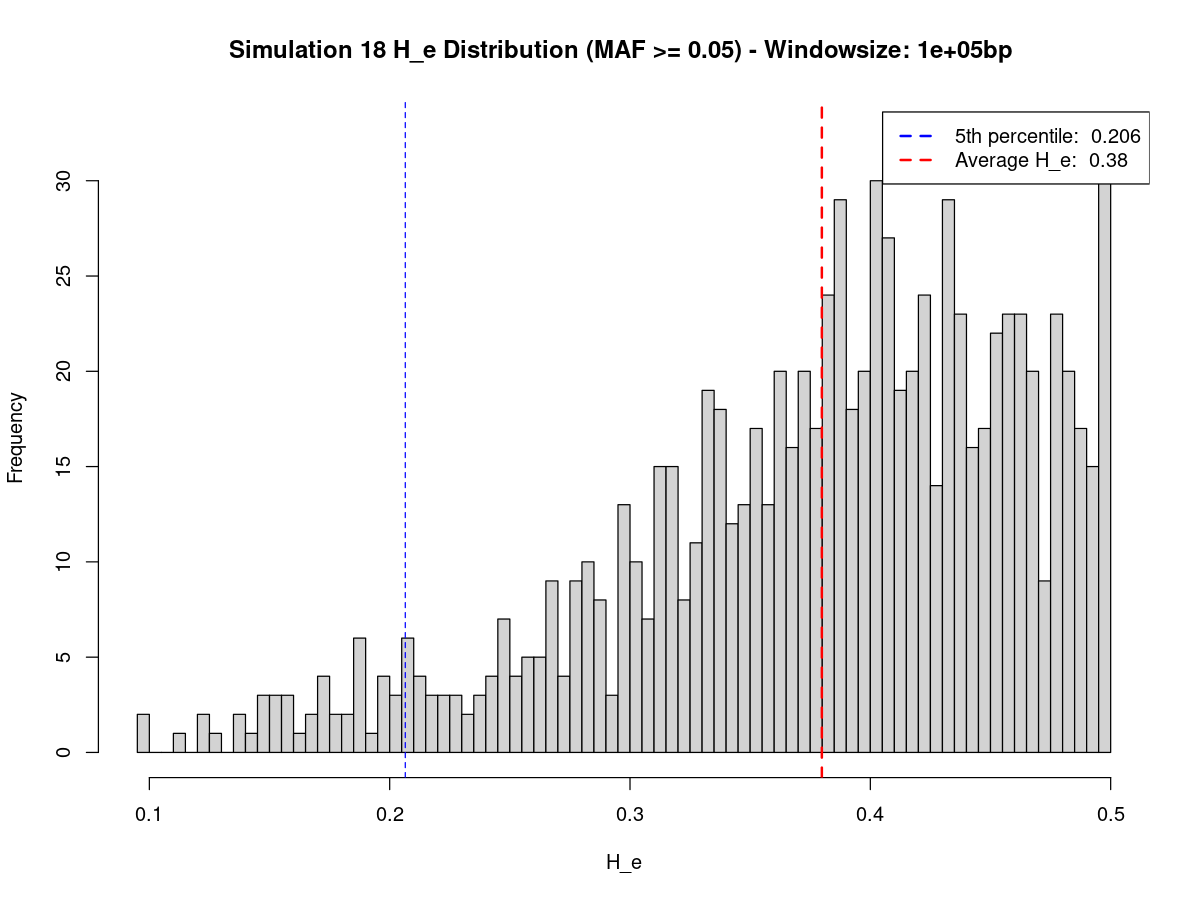 Simulation 18 H_e Distribution (MAF >= 0.05) - Windowsize: 1e+05bp
5th percentile:  0.206
Average H_e:  0.38
Frequency
30
25
20
15
10
5
0
0.1 0.2 0.3 0.4 0.5
H_e